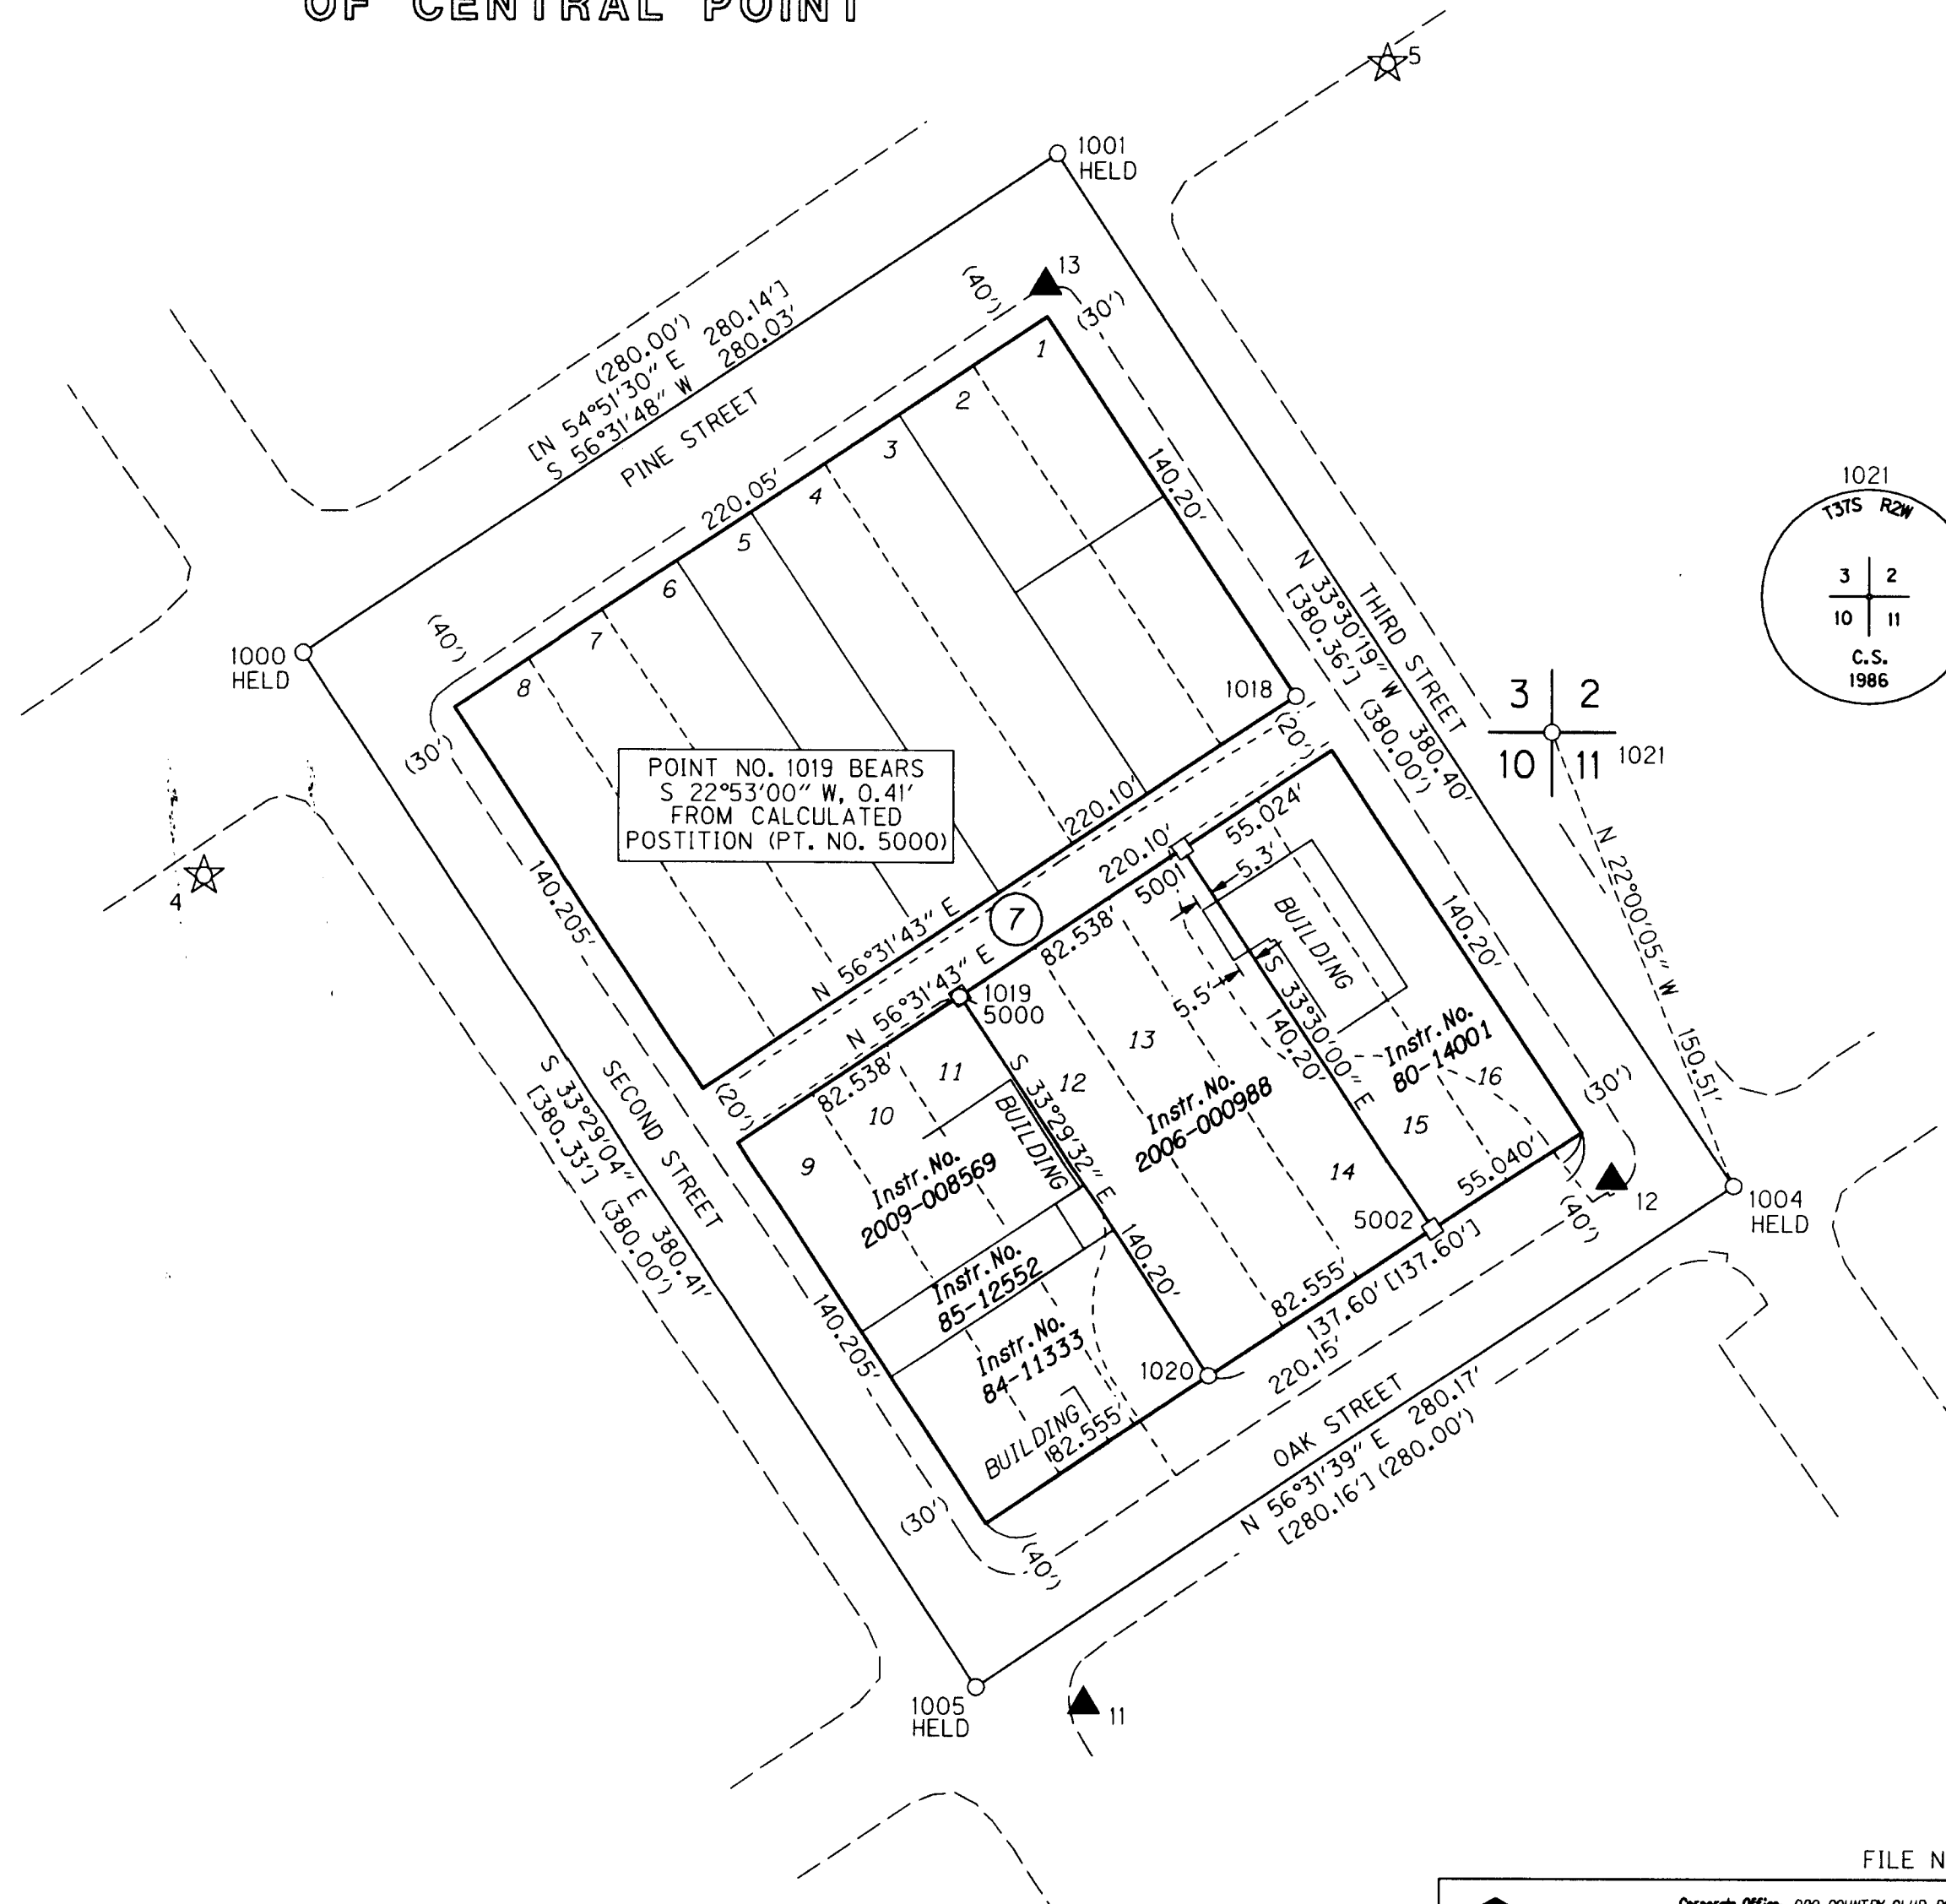 OF CENTRAL POINT
5
1001
HELD
13
(40')
(30')
(280.00')
[N 54°51'30" E 280.14']
S 56°31'48" W 280.03'
PINE STREET
220.05'
1
2
3
4
5
6
7
8
140.20'
(40')
1000
HELD
(30')
N 33°30'19" W 380.40'
[380.36'] (380.00')
THIRD STREET
1021
T37S R2W
3 2
10 11
C.S.
1986
3 2
10 11 1021
1018
(20')
POINT NO. 1019 BEARS
S 22°53'00" W, 0.41'
FROM CALCULATED
POSTITION (PT. NO. 5000)
220.10'
220.10'
55.024'
5.3'
5001
4
140.205'
7
82.538'
BUILDING
140.20'
N 22°00'05" W 150.51'
N 56°31'43" E
N 56°31'43" E
1019
5000
5.5'
S 33°30'00" E
140.20'
13
Instr. No.
80-14001
16
S 33°29'04" E 380.41'
[380.33'] (380.00')
SECOND STREET
(20')
82.538'
11
10
12
S 33°29'32" E
140.20'
BUILDING
Instr. No.
2006-000988
15
(30')
9
Instr. No.
2009-008569
14
55.040'
12
1004
HELD
(40')
5002
Instr. No.
85-12552
82.555'
137.60' [137.60']
140.205'
Instr. No.
84-11333
1020
220.15'
BUILDING
82.555'
OAK STREET
N 56°31'39" E 280.17'
[280.16'] (280.00')
(30')
(40')
1005
HELD
11
FILE N